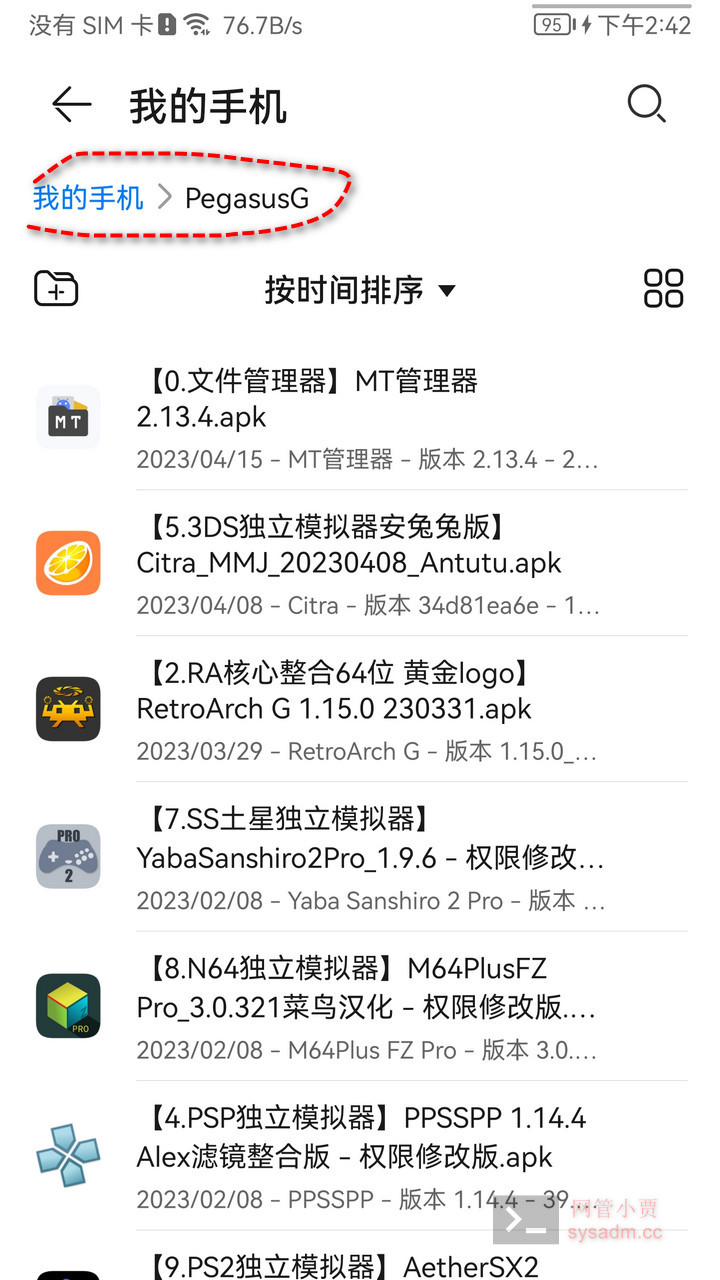 没有 SIM 卡 76.7B/s 95 下午2:42
我的手机
我的手机 > PegasusG
按时间排序
【0.文件管理器】MT管理器
2.13.4.apk
MT
2023/04/15 - MT管理器 - 版本 2.13.4 - 2...
【5.3DS独立模拟器安兔兔版】
Citra_MMJ_20230408_Antutu.apk
2023/04/08 - Citra - 版本 34d81ea6e - 1...
【2.RA核心整合64位 黄金logo】
RetroArch G 1.15.0 230331.apk
2023/03/29 - RetroArch G - 版本 1.15.0_...
【7.SS土星独立模拟器】
PRO
2
YabaSanshiro2Pro_1.9.6 - 权限修改...
2023/02/08 - Yaba Sanshiro 2 Pro - 版本 ...
【8.N64独立模拟器】M64PlusFZ
Pro_3.0.321菜鸟汉化 - 权限修改版....
PRO
2023/02/08 - M64Plus FZ Pro - 版本 3.0....
【4.PSP独立模拟器】PPSSPP 1.14.4
Alex滤镜整合版 - 权限修改版.apk
2023/02/08 - PPSSPP - 版本 1.14.4 - 39...
网管小贾
sysadm.cc
【9.PS2独立模拟器】AetherSX2